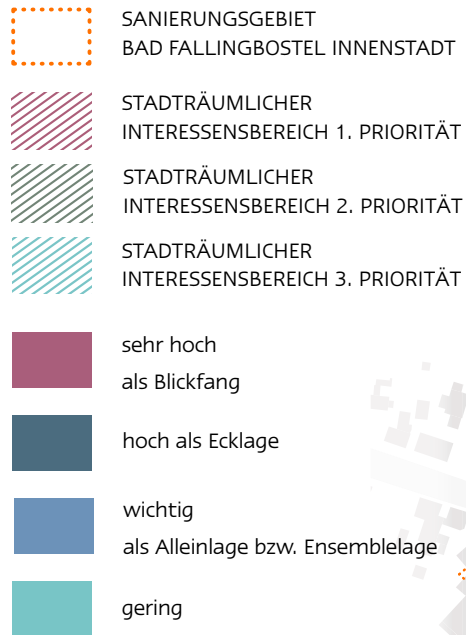 SANIERUNGSGEBIET
BAD FALLINGBOSTEL INNENSTADT
STADTRÄUMLICHER
INTERESSENSBEREICH 1. PRIORITÄT
STADTRÄUMLICHER
INTERESSENSBEREICH 2. PRIORITÄT
STADTRÄUMLICHER
INTERESSENSBEREICH 3. PRIORITÄT
sehr hoch
als Blickfang
hoch als Ecklage
wichtig
als Alleinlage bzw. Ensemblelage
gering